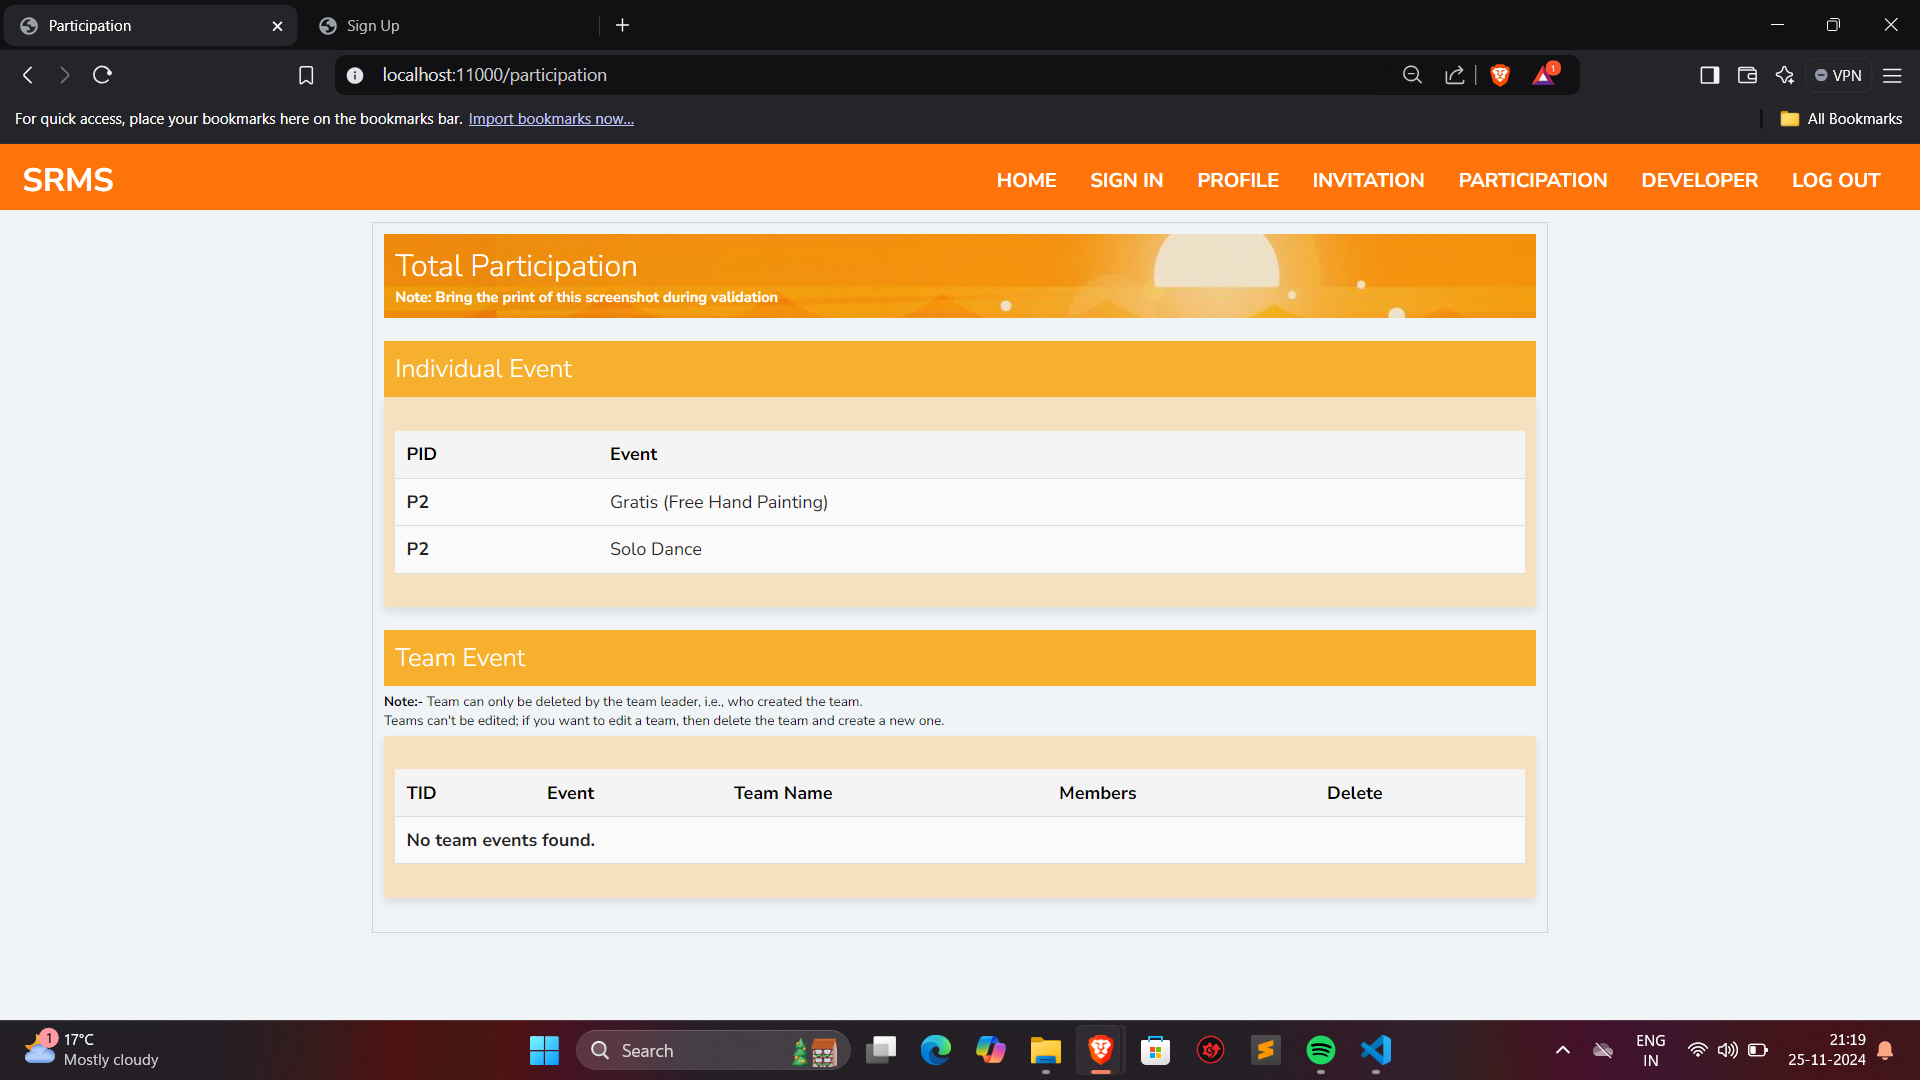 Participation
Sign Up
localhost:11000/participation
1
VPN
For quick access, place your bookmarks here on the bookmarks bar. Import bookmarks now...
All Bookmarks
SRMS
HOME SIGN IN PROFILE INVITATION PARTICIPATION DEVELOPER LOG OUT
Total Participation
Note: Bring the print of this screenshot during validation
Individual Event
PID Event
P2 Gratis (Free Hand Painting)
P2 Solo Dance
Team Event
Note:- Team can only be deleted by the team leader, i.e., who created the team.
Teams can't be edited; if you want to edit a team, then delete the team and create a new one.
TID Event Team Name Members Delete
No team events found.
1
17°C
Mostly cloudy
Search
ENG
IN
21:19
25-11-2024